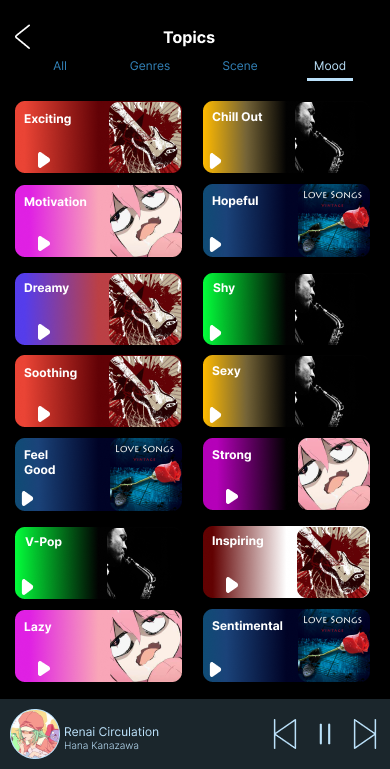 Topics
All
Genres
Scene
Mood
Exciting
Chill Out
Motivation
Hopeful
LOVE SONGS
Dreamy
Shy
Soothing
Sexy
Feel
Good
LOVE SONGS
Strong
V-Pop
Inspiring
Lazy
Sentimental
LOVE SONGS
Renai Circulation
Hana Kanazawa